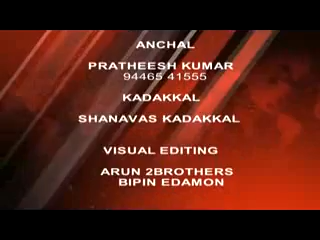 ANCHAL
PRATHEESH KUMAR
94465 41555
KADAKKAL
SHANAVAS KADAKKAL
VISUAL EDITING
ARUN 2BROTHERS
BIPIN EDAMON